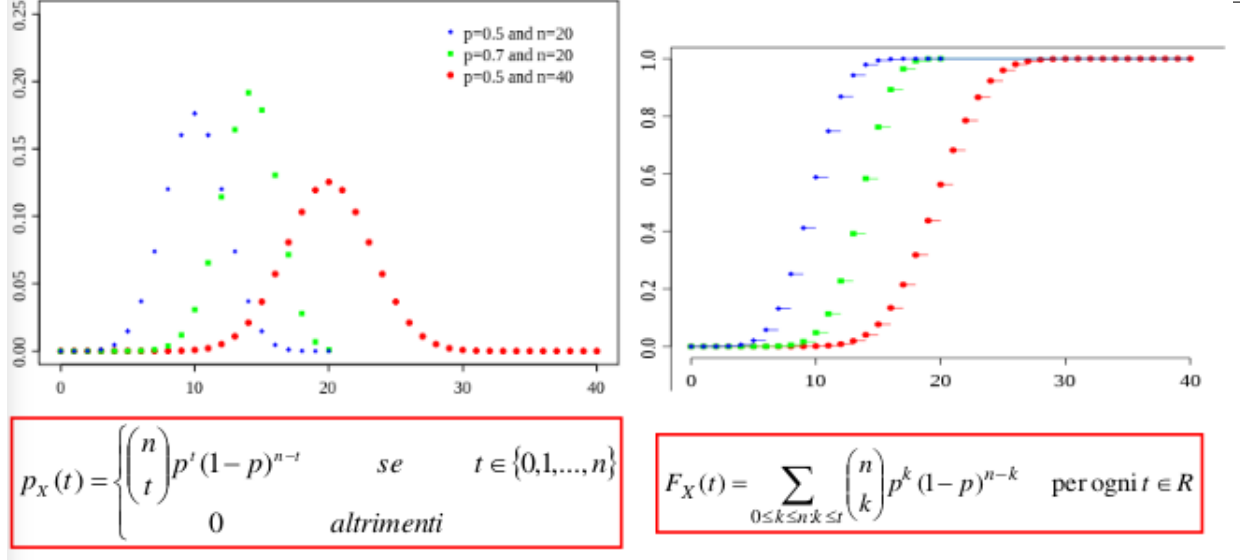 0.00 0.05 0.10 0.15 0.20 0.25
p=0.5 and n=20
p=0.7 and n=20
p=0.5 and n=40
0 10 20 30 40
0.0 0.2 0.4 0.6 0.8 1.0
0 10 20 30 40
p_X(t) = { \binom{n}{t} p^t (1-p)^{n-t} se t ∈ {0,1,...,n}
0 altrimenti
F_X(t) = \sum_{0≤k≤n:k≤t} \binom{n}{k} p^k (1-p)^{n-k} per ogni t ∈ R